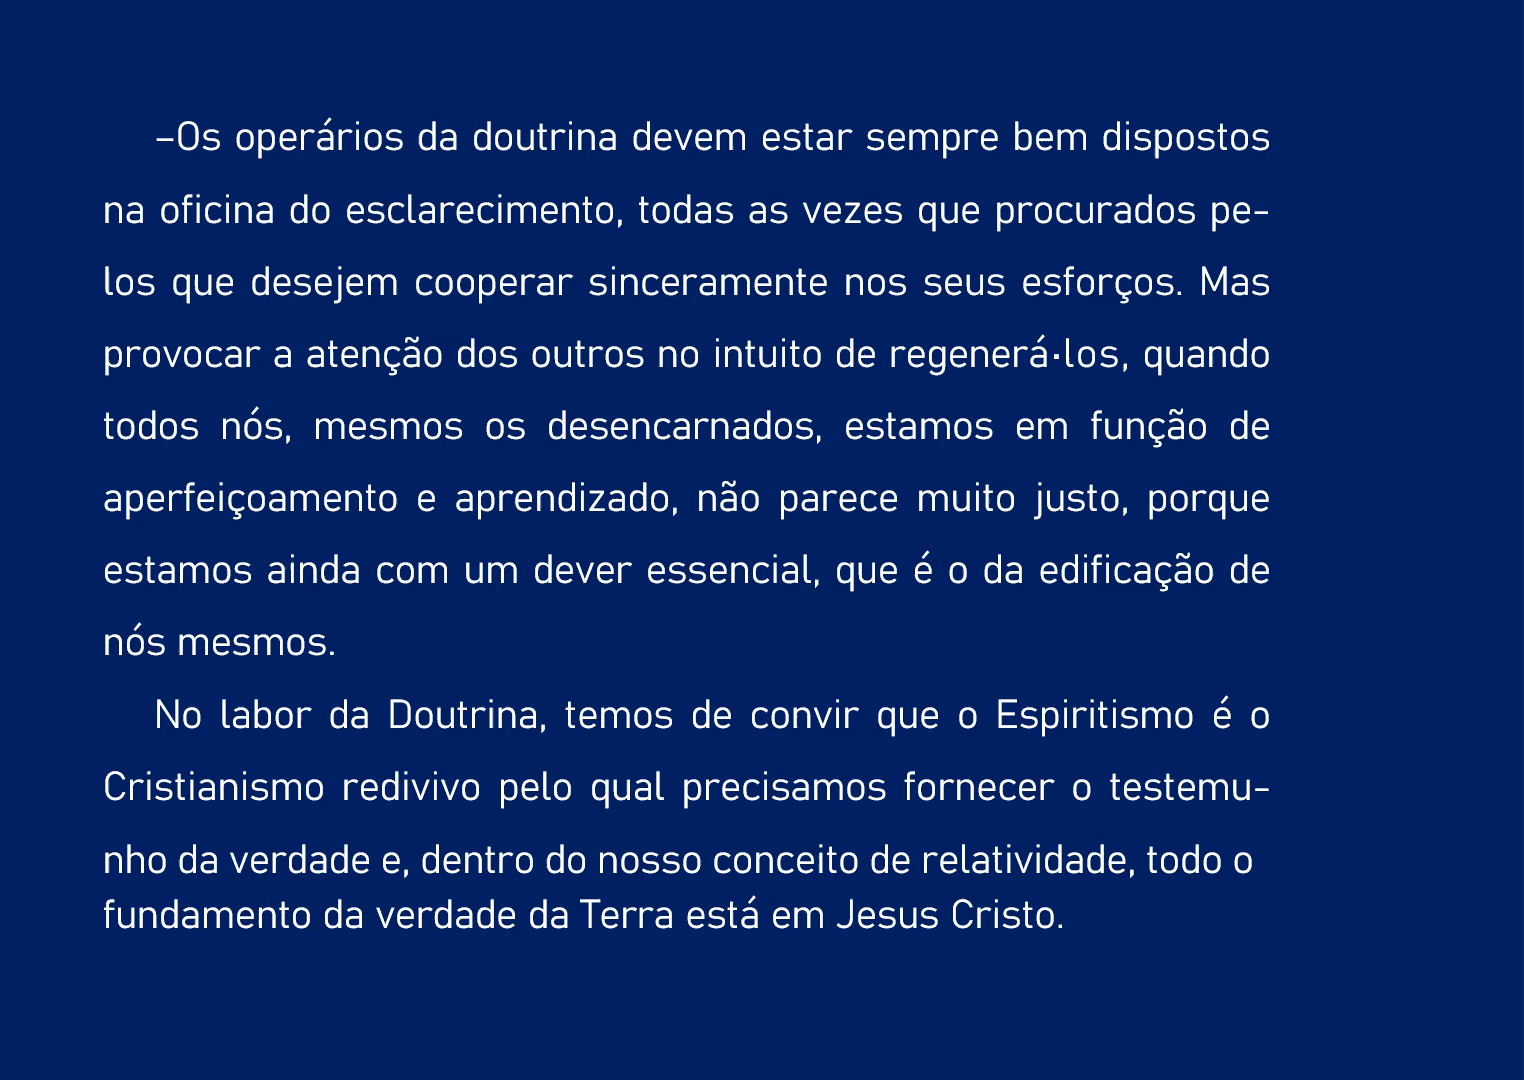 –Os operários da doutrina devem estar sempre bem dispostos
na oficina do esclarecimento, todas as vezes que procurados pe-
los que desejem cooperar sinceramente nos seus esforços. Mas
provocar a atenção dos outros no intuito de regenerá·los, quando
todos nós, mesmos os desencarnados, estamos em função de
aperfeiçoamento e aprendizado, não parece muito justo, porque
estamos ainda com um dever essencial, que é o da edificação de
nós mesmos.
No labor da Doutrina, temos de convir que o Espiritismo é o
Cristianismo redivivo pelo qual precisamos fornecer o testemu-
nho da verdade e, dentro do nosso conceito de relatividade, todo o
fundamento da verdade da Terra está em Jesus Cristo.